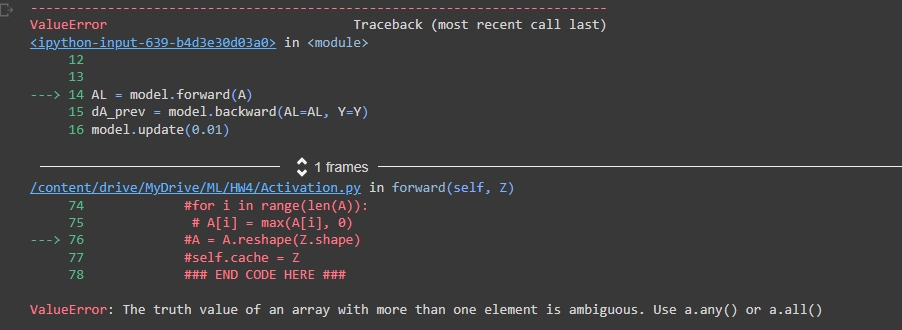 ---------------------------------------------------------------------------
ValueError                                Traceback (most recent call last)
<ipython-input-639-b4d3e30d03a0> in <module>
     12
     13
---> 14 AL = model.forward(A)
     15 dA_prev = model.backward(AL=AL, Y=Y)
     16 model.update(0.01)
1 frames
/content/drive/MyDrive/ML/HW4/Activation.py in forward(self, Z)
     74             #for i in range(len(A)):
     75              # A[i] = max(A[i], 0)
---> 76             #A = A.reshape(Z.shape)
     77             #self.cache = Z
     78             ### END CODE HERE ###
ValueError: The truth value of an array with more than one element is ambiguous. Use a.any() or a.all()